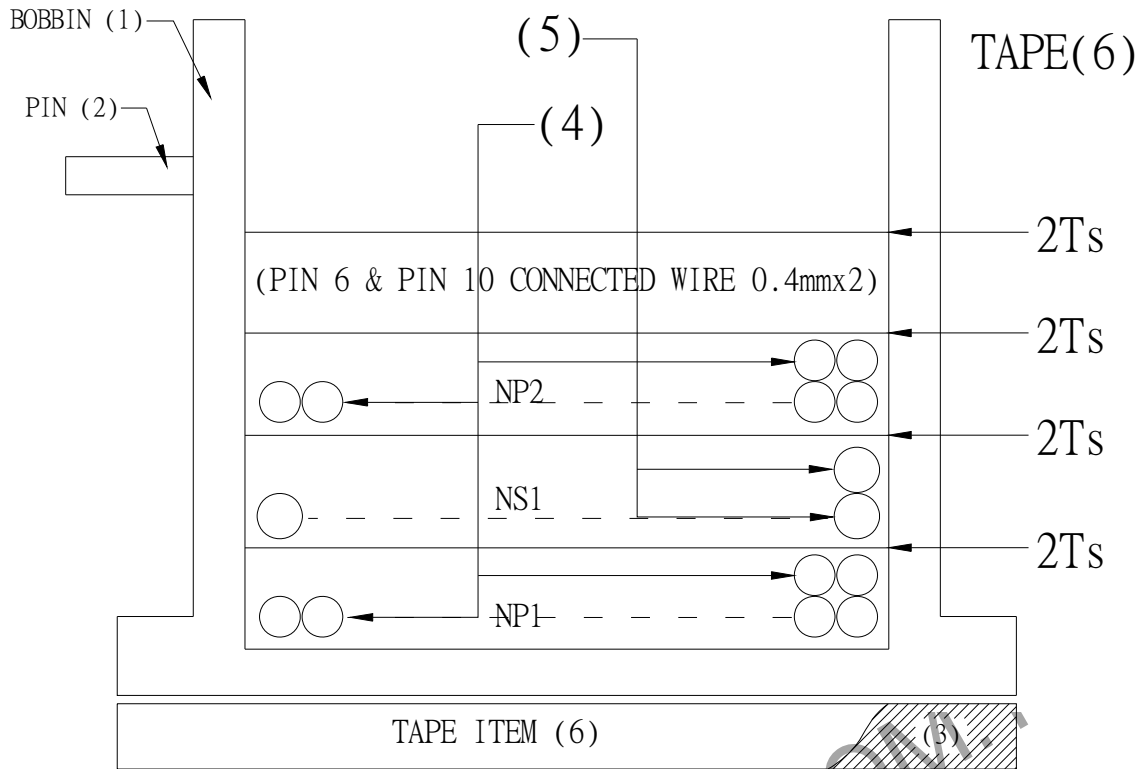 BOBBIN (1)
(5)
TAPE(6)
PIN (2)
(4)
2Ts
(PIN 6 & PIN 10 CONNECTED WIRE 0.4mmx2)
2Ts
NP2
2Ts
NS1
2Ts
NP1
TAPE ITEM (6)
(3)